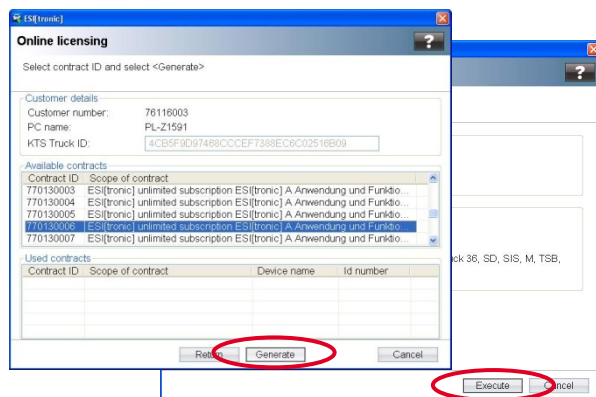 ESI[tronic]
Online licensing
?
Select contract ID and select <Generate>
Customer details
Customer number: 76116003
PC name: PL-Z1591
KTS Truck ID: 4CB5F9D97468CCCEF7388EC6C02516B09
Available contracts
Contract ID Scope of contract
770130003 ESI[tronic] unlimited subscription ESI[tronic] A Anwendung und Funktio...
770130004 ESI[tronic] unlimited subscription ESI[tronic] A Anwendung und Funktio...
770130005 ESI[tronic] unlimited subscription ESI[tronic] A Anwendung und Funktio...
770130006 ESI[tronic] unlimited subscription ESI[tronic] A Anwendung und Funktio...
770130007 ESI[tronic] unlimited subscription ESI[tronic] A Anwendung und Funktio...
Used contracts
Contract ID Scope of contract Device name Id number
Return Generate Cancel
?
ck 36, SD, SIS, M, TSB,
Execute Cancel